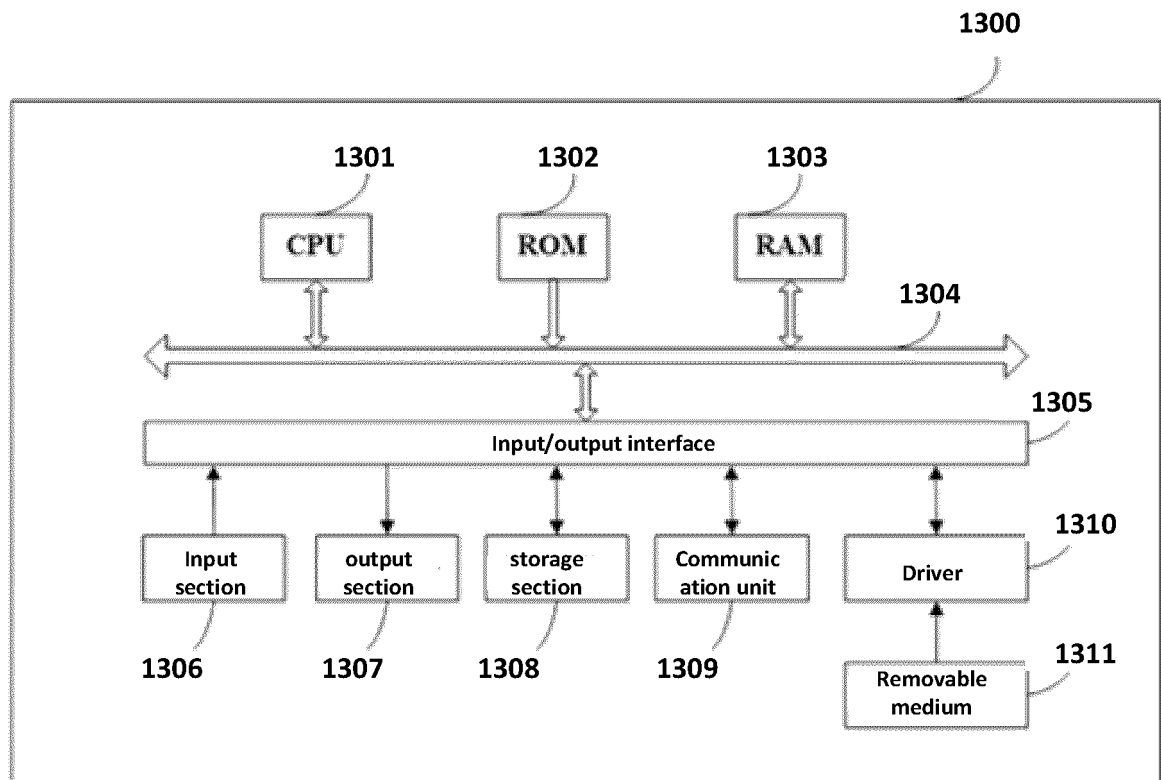 1300
1301
1302
1303
CPU
ROM
RAM
1304
1305
Input/output interface
1310
Input
section
output
section
storage
section
Communic
ation unit
Driver
1306
1307
1308
1309
1311
Removable
medium